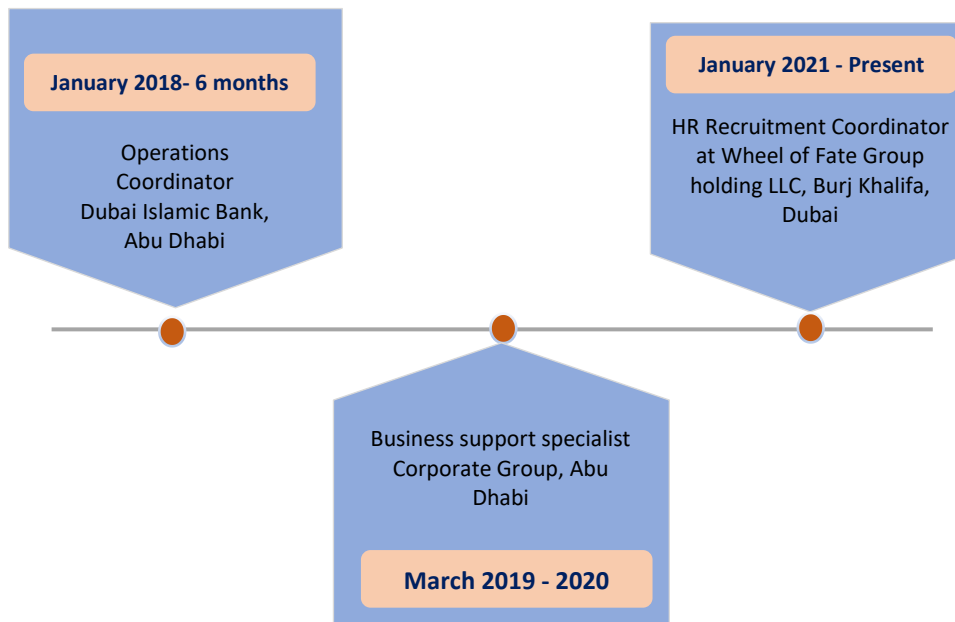 January 2018- 6 months
Operations
Coordinator
Dubai Islamic Bank,
Abu Dhabi
Business support specialist
Corporate Group, Abu
Dhabi
March 2019 - 2020
January 2021 - Present
HR Recruitment Coordinator
at Wheel of Fate Group
holding LLC, Burj Khalifa,
Dubai